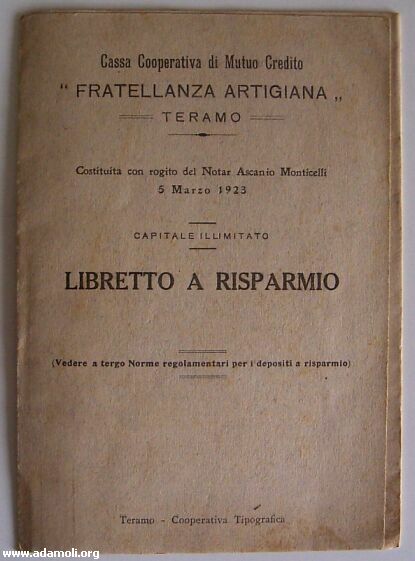 Cassa Cooperativa di Mutuo Credito
" FRATELLANZA ARTIGIANA „
TERAMO
Costituita con rogito del Notar Ascanio Monticelli
5 Marzo 1923
CAPITALE ILLIMITATO
LIBRETTO A RISPARMIO
(Vedere a tergo Norme regolamentari per i depositi a risparmio)
Teramo - Cooperativa Tipografica
www.adamoli.org